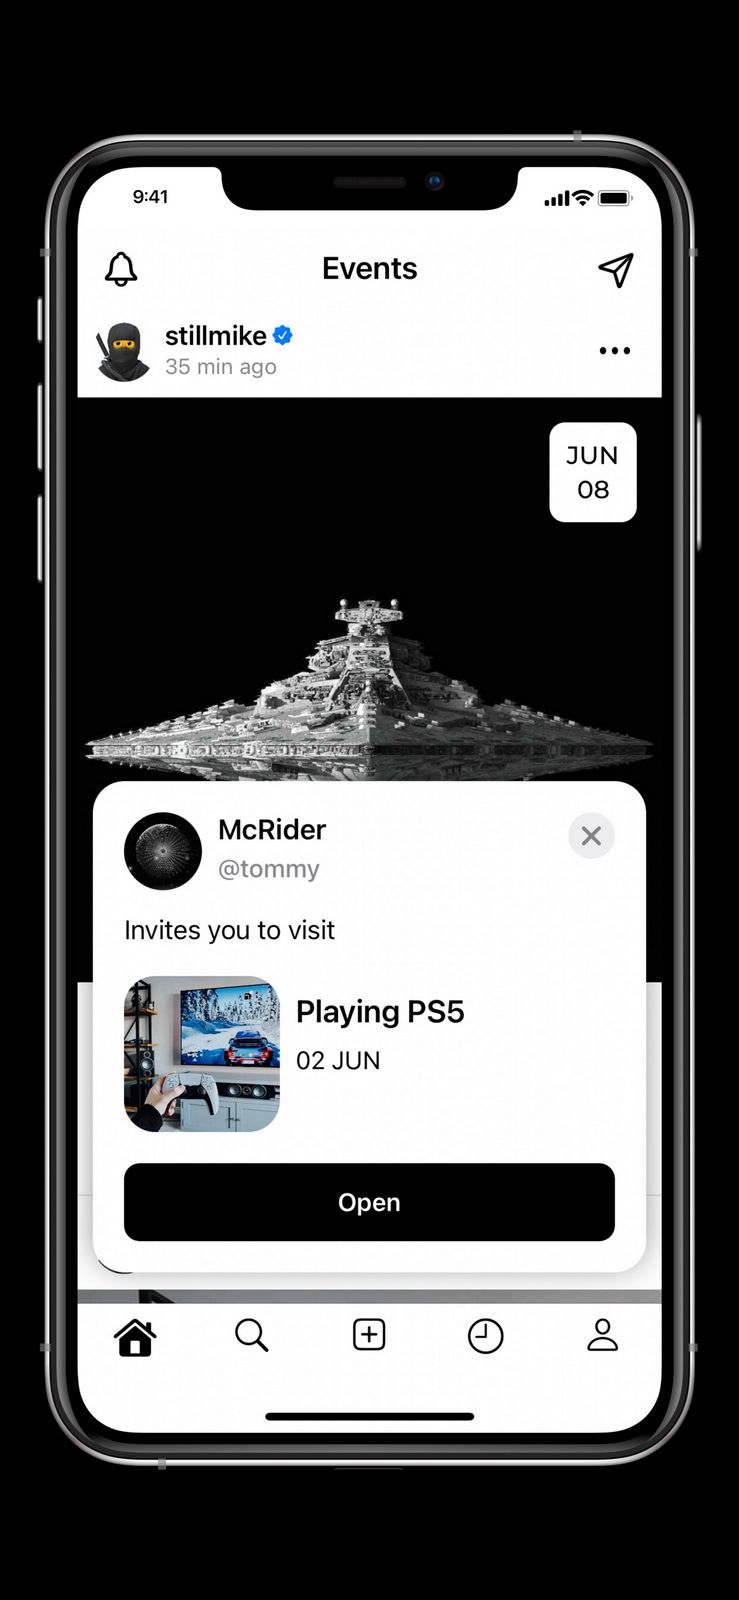 9:41
Events
stillmike
35 min ago
JUN
08
McRider
@tommy
Invites you to visit
Playing PS5
02 JUN
Open